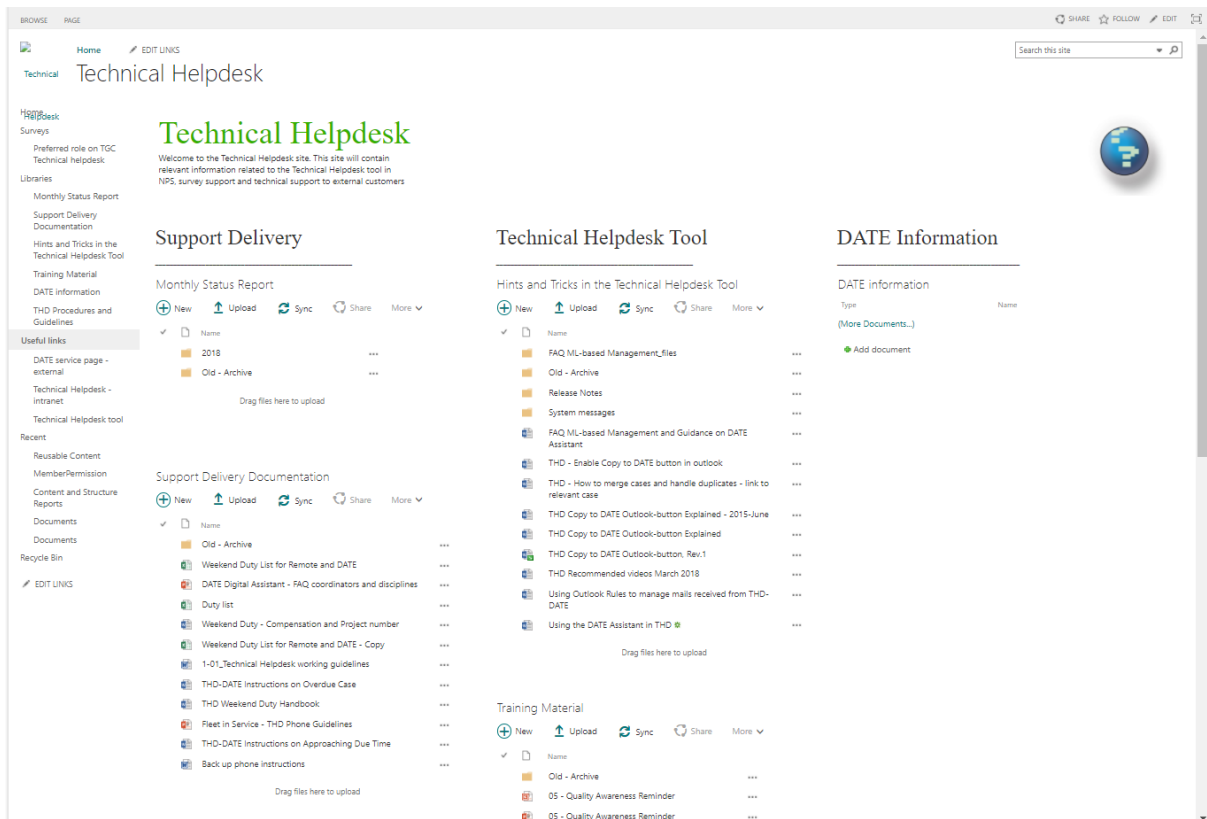 BROWSE PAGE
SHARE FOLLOW EDIT
Home EDIT LINKS
Search this site
Technical
Technical Helpdesk
Home
Helpdesk
Surveys
Preferred role on TGC
Technical helpdesk
Libraries
Monthly Status Report
Support Delivery
Documentation
Hints and Tricks in the
Technical Helpdesk Tool
Training Material
DATE information
THD Procedures and
Guidelines
Useful links
DATE service page -
external
Technical Helpdesk -
intranet
Technical Helpdesk tool
Recent
Reusable Content
MemberPermission
Content and Structure
Reports
Documents
Documents
Recycle Bin
EDIT LINKS
Technical Helpdesk
Welcome to the Technical Helpdesk site. This site will contain
relevant information related to the Technical Helpdesk tool in
NPS, survey support and technical support to external customers
Support Delivery
Monthly Status Report
New Upload Sync Share More
Name
2018 ...
Old - Archive ...
Drag files here to upload
Support Delivery Documentation
New Upload Sync Share More
Name
Old - Archive ...
Weekend Duty List for Remote and DATE ...
DATE Digital Assistant - FAQ coordinators and disciplines ...
Duty list ...
Weekend Duty - Compensation and Project number ...
Weekend Duty List for Remote and DATE - Copy ...
1-01_Technical Helpdesk working guidelines ...
THD-DATE Instructions on Overdue Case ...
THD Weekend Duty Handbook ...
Fleet in Service - THD Phone Guidelines ...
THD-DATE Instructions on Approaching Due Time ...
Back up phone instructions ...
Drag files here to upload
Technical Helpdesk Tool
Hints and Tricks in the Technical Helpdesk Tool
New Upload Sync Share More
Name
FAQ ML-based Management_files ...
Old - Archive ...
Release Notes ...
System messages ...
FAQ ML-based Management and Guidance on DATE ...
Assistant
THD - Enable Copy to DATE button in outlook ...
THD - How to merge cases and handle duplicates - link to ...
relevant case
THD Copy to DATE Outlook-button Explained - 2015-June ...
THD Copy to DATE Outlook-button Explained ...
THD Copy to DATE Outlook-button, Rev.1 ...
THD Recommended videos March 2018 ...
Using Outlook Rules to manage mails received from THD- ...
DATE
Using the DATE Assistant in THD ...
Drag files here to upload
Training Material
New Upload Sync Share More
Name
Old - Archive ...
05 - Quality Awareness Reminder ...
05 - Quality Awareness Reminder ...
DATE Information
DATE information
Type Name
(More Documents...)
Add document